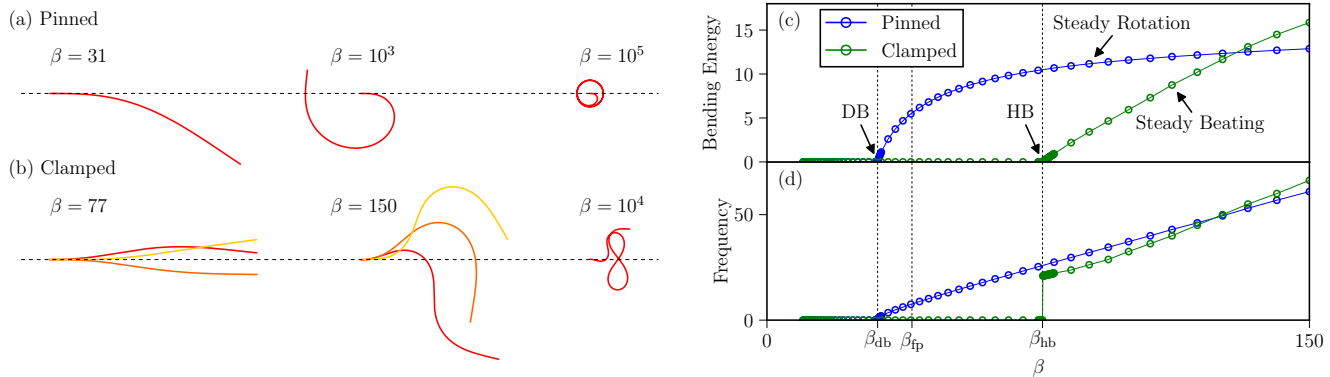 (a) Pinned
β = 31
β = 10³
β = 10⁵
(b) Clamped
β = 77
β = 150
β = 10⁴
(c)
Pinned
Clamped
Steady Rotation
DB
HB
Steady Beating
Bending Energy
15
10
5
0
(d)
Frequency
50
0
0
β_db
β_fp
β_hb
150
β